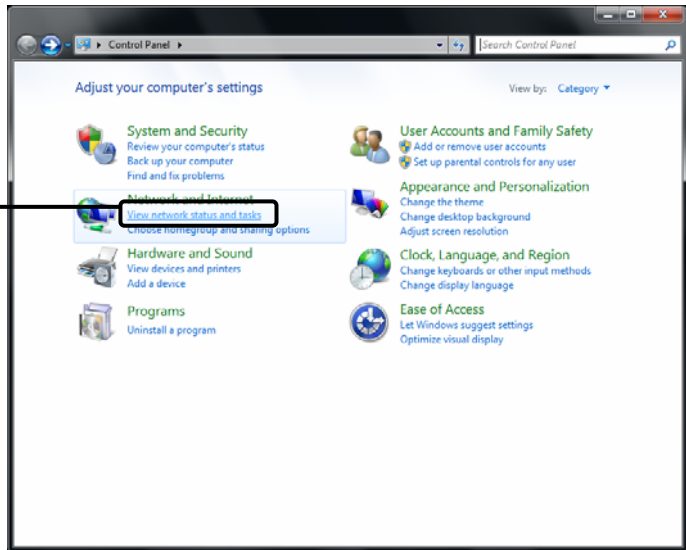 Control Panel
Search Control Panel
Adjust your computer's settings
View by: Category
System and Security
Review your computer's status
Back up your computer
Find and fix problems
Network and Internet
View network status and tasks
Choose homegroup and sharing options
Hardware and Sound
View devices and printers
Add a device
Programs
Uninstall a program
User Accounts and Family Safety
Add or remove user accounts
Set up parental controls for any user
Appearance and Personalization
Change the theme
Change desktop background
Adjust screen resolution
Clock, Language, and Region
Change keyboards or other input methods
Change display language
Ease of Access
Let Windows suggest settings
Optimize visual display